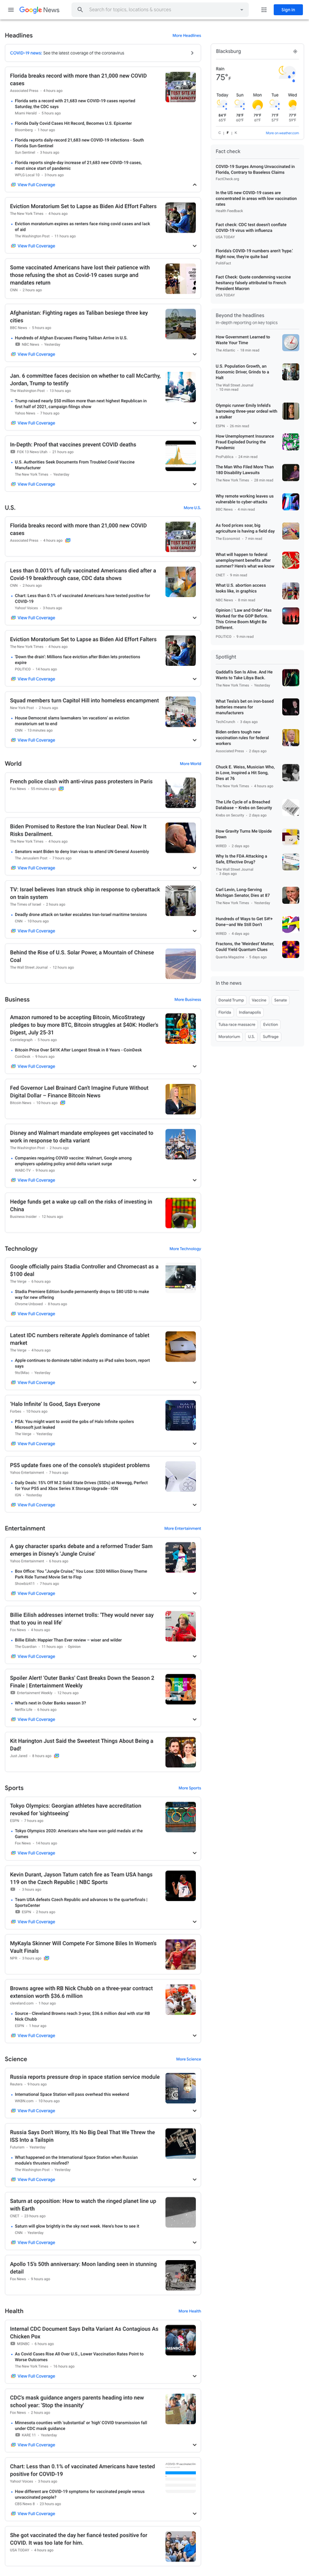 Google News
Search for topics, locations & sources
Sign in
Headlines
More Headlines
COVID-19 news: See the latest coverage of the coronavirus
Florida breaks record with more than 21,000 new COVID
cases
Associated Press · 4 hours ago
Florida sets a record with 21,683 new COVID-19 cases reported
Saturday, the CDC says
Miami Herald · 5 hours ago
Florida Daily Covid Cases Hit Record, Becomes U.S. Epicenter
Bloomberg · 1 hour ago
Florida reports daily-record 21,683 new COVID-19 infections - South
Florida Sun-Sentinel
Sun Sentinel · 3 hours ago
Florida reports single-day increase of 21,683 new COVID-19 cases,
most since start of pandemic
WFLA Local 10 · 3 hours ago
View Full Coverage
Eviction Moratorium Set to Lapse as Biden Aid Effort Falters
The New York Times · 4 hours ago
Eviction moratorium expires as renters face rising covid cases and lack
of aid
The Washington Post · 11 hours ago
View Full Coverage
Some vaccinated Americans have lost their patience with
those refusing the shot as Covid-19 cases surge and
mandates return
CNN · 2 hours ago
Afghanistan: Fighting rages as Taliban besiege three key
cities
BBC News · 5 hours ago
Hundreds of Afghan Evacuees Fleeing Taliban Arrive in U.S.
NBC News · Yesterday
View Full Coverage
Jan. 6 committee faces decision on whether to call McCarthy,
Jordan, Trump to testify
The Washington Post · 12 hours ago
Trump raised nearly $50 million more than next highest Republican in
first half of 2021, campaign filings show
Yahoo News · 7 hours ago
View Full Coverage
In-Depth: Proof that vaccines prevent COVID deaths
FOX 13 News Utah · 21 hours ago
U.S. Authorities Seek Documents From Troubled Covid Vaccine
Manufacturer
The New York Times · Yesterday
View Full Coverage
U.S.
More U.S.
Florida breaks record with more than 21,000 new COVID
cases
Associated Press · 4 hours ago
Less than 0.001% of fully vaccinated Americans died after a
Covid-19 breakthrough case, CDC data shows
CNN · 2 hours ago
Chart: Less than 0.1% of vaccinated Americans have tested positive for
COVID-19
Yahoo! Voices · 3 hours ago
View Full Coverage
Eviction Moratorium Set to Lapse as Biden Aid Effort Falters
The New York Times · 4 hours ago
'Down the drain': Millions face eviction after Biden lets protections
expire
POLITICO · 14 hours ago
View Full Coverage
Squad members turn Capitol Hill into homeless encampment
New York Post · 2 hours ago
House Democrat slams lawmakers 'on vacations' as eviction
moratorium set to end
CNN · 13 minutes ago
View Full Coverage
World
More World
French police clash with anti-virus pass protesters in Paris
Fox News · 53 minutes ago
Biden Promised to Restore the Iran Nuclear Deal. Now It
Risks Derailment.
The New York Times · 4 hours ago
Senators want Biden to deny Iran visas to attend UN General Assembly
The Jerusalem Post · 7 hours ago
View Full Coverage
TV: Israel believes Iran struck ship in response to cyberattack
on train system
The Times of Israel · 2 hours ago
Deadly drone attack on tanker escalates Iran-Israel maritime tensions
CNN · 19 hours ago
View Full Coverage
Behind the Rise of U.S. Solar Power, a Mountain of Chinese
Coal
The Wall Street Journal · 12 hours ago
Business
More Business
Amazon rumored to be accepting Bitcoin, MicoStrategy
pledges to buy more BTC, Bitcoin struggles at $40K: Hodler's
Digest, July 25-31
Cointelegraph · 5 hours ago
Bitcoin Price Over $41K After Longest Streak in 8 Years - CoinDesk
CoinDesk · 9 hours ago
View Full Coverage
Fed Governor Lael Brainard Can't Imagine Future Without
Digital Dollar – Finance Bitcoin News
Bitcoin News · 19 hours ago
Disney and Walmart mandate employees get vaccinated to
work in response to delta variant
The Washington Post · 2 hours ago
Companies requiring COVID vaccine: Walmart, Google among
employers updating policy amid delta variant surge
WABC-TV · 9 hours ago
View Full Coverage
Hedge funds get a wake up call on the risks of investing in
China
Business Insider · 12 hours ago
Technology
More Technology
Google officially pairs Stadia Controller and Chromecast as a
$100 deal
The Verge · 6 hours ago
Stadia Premiere Edition bundle permanently drops to $80 USD to make
way for new offering
Chrome Unboxed · 8 hours ago
View Full Coverage
Latest IDC numbers reiterate Apple's dominance of tablet
market
The Verge · 8 hours ago
Apple continues to dominate tablet industry as iPad sales boom, report
says
TechMeu · Yesterday
View Full Coverage
'Halo Infinite' Is Good, Says Everyone
Forbes · 10 hours ago
PSA: You might want to avoid the gobs of Halo Infinite spoilers
Microsoft just leaked
The Verge · Yesterday
View Full Coverage
PS5 update fixes one of the console's stupidest problems
Yahoo Entertainment · 7 hours ago
Daily Deals: 15% Off M.2 Solid State Drives (SSDs) at Newegg, Perfect
for Your PS5 and Xbox Series X Storage Upgrade - IGN
IGN · Yesterday
View Full Coverage
Entertainment
More Entertainment
A gay character sparks debate and a reformed Trader Sam
emerges in Disney's 'Jungle Cruise'
Yahoo Entertainment · 6 hours ago
Box Office: You "Jungle Cruise," You Lose: $200 Million Disney Theme
Park Ride Turned Movie Set to Flop
Showbiz411 · 7 hours ago
View Full Coverage
Billie Eilish addresses internet trolls: 'They would never say
that to you in real life'
Fox News · 4 hours ago
Billie Eilish: Happier Than Ever review – wiser and wilder
The Guardian · 11 hours ago · Opinion
View Full Coverage
Spoiler Alert! 'Outer Banks' Cast Breaks Down the Season 2
Finale | Entertainment Weekly
Entertainment Weekly · 12 hours ago
What's next in Outer Banks season 3?
Netflix Life · 6 hours ago
View Full Coverage
Kit Harington Just Said the Sweetest Things About Being a
Dad!
Just Jared · 8 hours ago
Sports
More Sports
Tokyo Olympics: Georgian athletes have accreditation
revoked for 'sightseeing'
ESPN · 7 hours ago
Tokyo Olympics 2020: Americans who have won gold medals at the
Games
Fox News · 14 hours ago
View Full Coverage
Kevin Durant, Jayson Tatum catch fire as Team USA hangs
119 on the Czech Republic | NBC Sports
4 hours ago
Team USA defeats Czech Republic and advances to the quarterfinals |
SportsCenter
ESPN · 2 hours ago
View Full Coverage
MyKayla Skinner Will Compete For Simone Biles In Women's
Vault Finals
NPR · 3 hours ago
Browns agree with RB Nick Chubb on a three-year contract
extension worth $36.6 million
cleveland.com · 1 hour ago
Source - Cleveland Browns reach 3-year, $36.6 million deal with star RB
Nick Chubb
ESPN · 1 hour ago
View Full Coverage
Science
More Science
Russia reports pressure drop in space station service module
Reuters · 9 hours ago
International Space Station will pass overhead this weekend
WHNN.com · 10 hours ago
View Full Coverage
Russia Says Don't Worry, It's No Big Deal That We Threw the
ISS Into a Tailspin
Futurism · Yesterday
What happened on the International Space Station when Russian
module's thrusters misfired?
The Washington Post · Yesterday
View Full Coverage
Saturn at opposition: How to watch the ringed planet line up
with Earth
CNET · 23 hours ago
Saturn will glow brightly in the sky next week. Here's how to see it
CNN · Yesterday
View Full Coverage
Apollo 15's 50th anniversary: Moon landing seen in stunning
detail
Fox News · 9 hours ago
Health
More Health
Internal CDC Document Says Delta Variant As Contagious As
Chicken Pox
MSNBC · 5 hours ago
As Covid Cases Rise All Over U.S., Lower Vaccination Rates Point to
Worse Outcomes
The New York Times · 16 hours ago
View Full Coverage
CDC's mask guidance angers parents heading into new
school year: 'Stop the insanity'
Fox News · 2 hours ago
Minnesota counties with 'substantial' or 'high' COVID transmission fall
under CDC mask guidance
KARE 11 · Yesterday
View Full Coverage
Chart: Less than 0.1% of vaccinated Americans have tested
positive for COVID-19
Yahoo! Voices · 3 hours ago
How different are COVID-19 symptoms for vaccinated people versus
unvaccinated people?
CBS News 8 · 23 hours ago
View Full Coverage
She got vaccinated the day her fiancé tested positive for
COVID. It was too late for him.
USA TODAY · 4 hours ago
Blacksburg
Rain
75°F
Today Sun Mon Tue Wed
84°F 78°F 79°F 77°F 77°F
65°F 60°F 61°F 57°F 59°F
C | F | K
More on weather.com
Fact check
COVID-19 Surges Among Unvaccinated in
Florida, Contrary to Baseless Claims
FactCheck.org
In the US new COVID-19 cases are
concentrated in areas with low vaccination
rates
Health Feedback
Fact check: CDC test doesn't conflate
COVID-19 virus with influenza
USA TODAY
Florida's COVID-19 numbers aren't 'hype.'
Right now, they're quite bad
PolitiFact
Fact Check: Quote condemning vaccine
hesitancy falsely attributed to French
President Macron
USA TODAY
Beyond the headlines
In-depth reporting on key topics
How Government Learned to
Waste Your Time
The Atlantic · 19 min read
U.S. Population Growth, an
Economic Driver, Grinds to a
Halt
The Wall Street Journal
· 10 min read
Olympic runner Emily Infeld's
harrowing three-year ordeal with
a stalker
ESPN · 26 min read
How Unemployment Insurance
Fraud Exploded During the
Pandemic
ProPublica · 24 min read
The Man Who Filed More Than
180 Disability Lawsuits
The New York Times · 28 min read
Why remote working leaves us
vulnerable to cyber-attacks
BBC News · 6 min read
As food prices soar, big
agriculture is having a field day
The Economist · 7 min read
What will happen to federal
unemployment benefits after
summer? Here's what we know
CNET · 5 min read
What U.S. abortion access
looks like, in graphics
NBC News · 8 min read
Opinion | 'Law and Order' Has
Worked for the GOP Before.
This Crime Boom Might Be
Different.
POLITICO · 5 min read
Spotlight
Qaddafi's Son Is Alive. And He
Wants to Take Libya Back.
The New York Times · Yesterday
What Tesla's bet on iron-based
batteries means for
manufacturers
TechCrunch · 3 days ago
Biden orders tough new
vaccination rules for federal
workers
Associated Press · 2 days ago
Chuck E. Weiss, Musician Who,
in Love, Inspired a Hit Song,
Dies at 76
The New York Times · 4 hours ago
The Life Cycle of a Breached
Database – Krebs on Security
Krebs on Security · 2 days ago
How Gravity Turns Me Upside
Down
WIRED · 2 days ago
Why Is the FDA Attacking a
Safe, Effective Drug?
The Wall Street Journal
· 1 days ago
Carl Levin, Long-Serving
Michigan Senator, Dies at 87
The New York Times · Yesterday
Hundreds of Ways to Get S#!+
Done—and We Still Don't
WIRED · 6 days ago
Fractons, the 'Weirdest' Matter,
Could Yield Quantum Clues
Quanta Magazine · 5 days ago
In the news
Donald Trump
Vaccine
Senate
Florida
Indianapolis
Tulsa race massacre
Eviction
Moratorium
U.S.
Suffrage